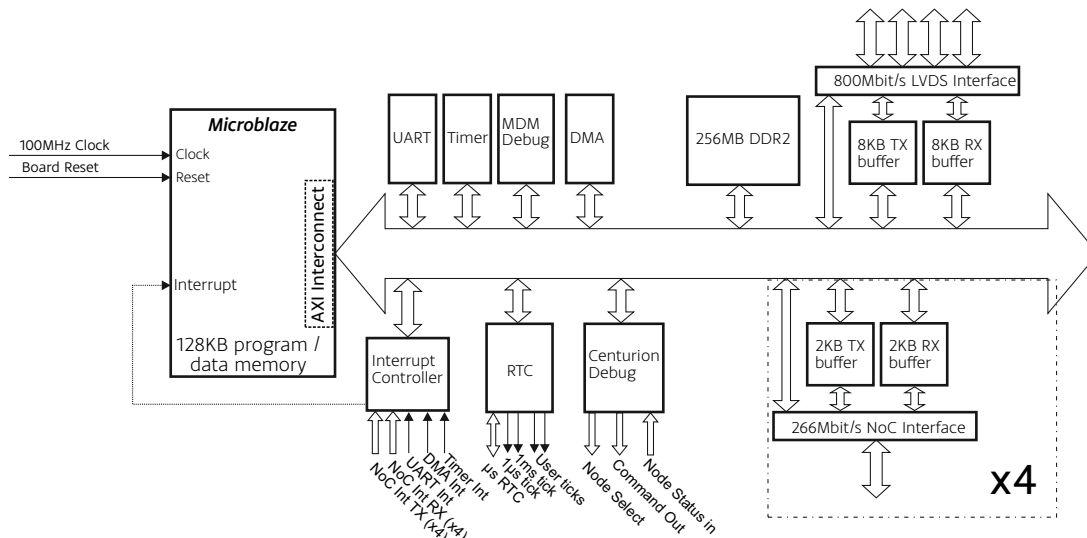 800Mbit/s LVDS Interface
Microblaze
UART
Timer
MDM
Debug
DMA
256MB DDR2
8KB TX
buffer
8KB RX
buffer
100MHz Clock
Clock
Board Reset
Reset
AXI Interconnect
Interrupt
128KB program /
data memory
Interrupt
Controller
RTC
Centurion
Debug
2KB TX
buffer
2KB RX
buffer
266Mbit/s NoC Interface
NoC Int TX (x4)
NoC Int RX (x4)
UART Int
DMA Int
Timer Int
µs RTC
1µs tick
1ms tick
User ticks
Node Select
Command Out
Node Status in
x4